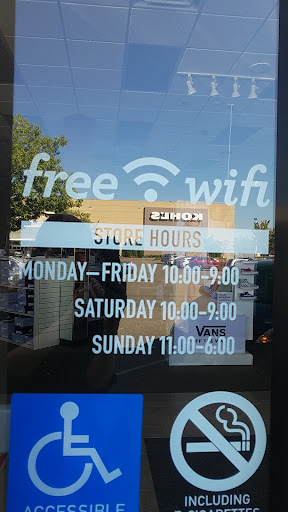 free wifi
KOHL'S
STORE HOURS
MONDAY–FRIDAY 10:00-9:00
SATURDAY 10:00-9:00
SUNDAY 11:00-6:00
VANS
ACCESSIBLE
INCLUDING
E-CIGARETTES